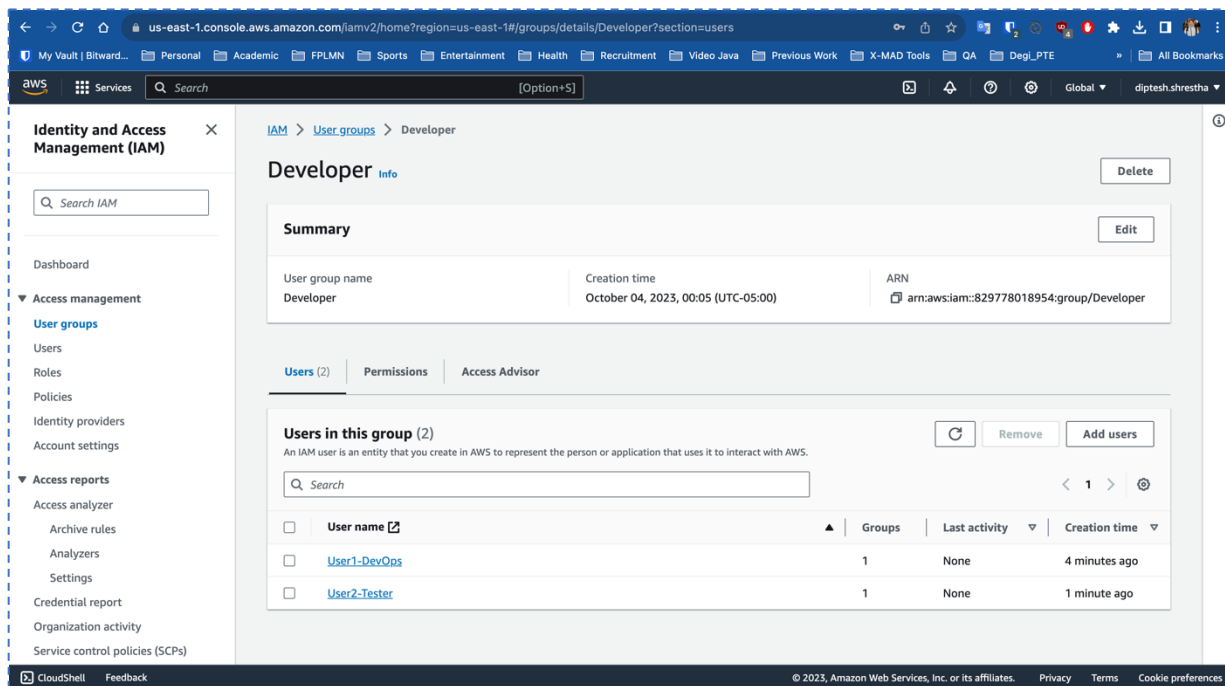 us-east-1.console.aws.amazon.com/iamv2/home?region=us-east-1#/groups/details/Developer?section=users
My Vault | Bitward... Personal Academic FPLMN Sports Entertainment Health Recruitment Video Java Previous Work X-MAD Tools QA Degi_PTE » All Bookmarks
aws Services Search [Option+S] Global diptesh.shrestha
Identity and Access Management (IAM)
Search IAM
Dashboard
Access management
User groups
Users
Roles
Policies
Identity providers
Account settings
Access reports
Access analyzer
Archive rules
Analyzers
Settings
Credential report
Organization activity
Service control policies (SCPs)
IAM > User groups > Developer
Developer Info
Delete
Summary
Edit
User group name
Developer
Creation time
October 04, 2023, 00:05 (UTC-05:00)
ARN
arn:aws:iam::829778018954:group/Developer
Users (2) Permissions Access Advisor
Users in this group (2)
Remove Add users
An IAM user is an entity that you create in AWS to represent the person or application that uses it to interact with AWS.
Search
< 1 >
User name Groups Last activity Creation time
User1-DevOps 1 None 4 minutes ago
User2-Tester 1 None 1 minute ago
CloudShell Feedback © 2023, Amazon Web Services, Inc. or its affiliates. Privacy Terms Cookie preferences